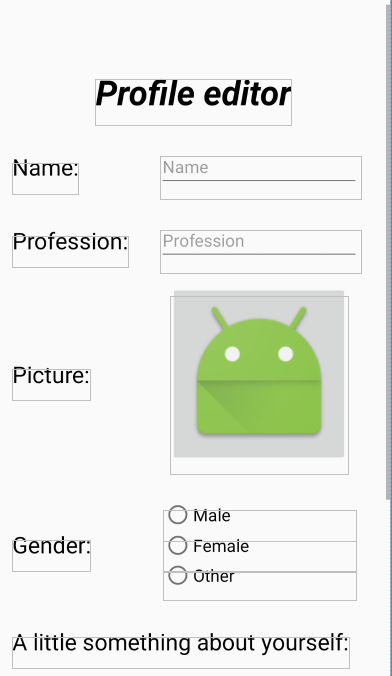 Profile editor
Name:
Name
Profession:
Profession
Picture:
Gender:
Male
Female
Other
A little something about yourself: